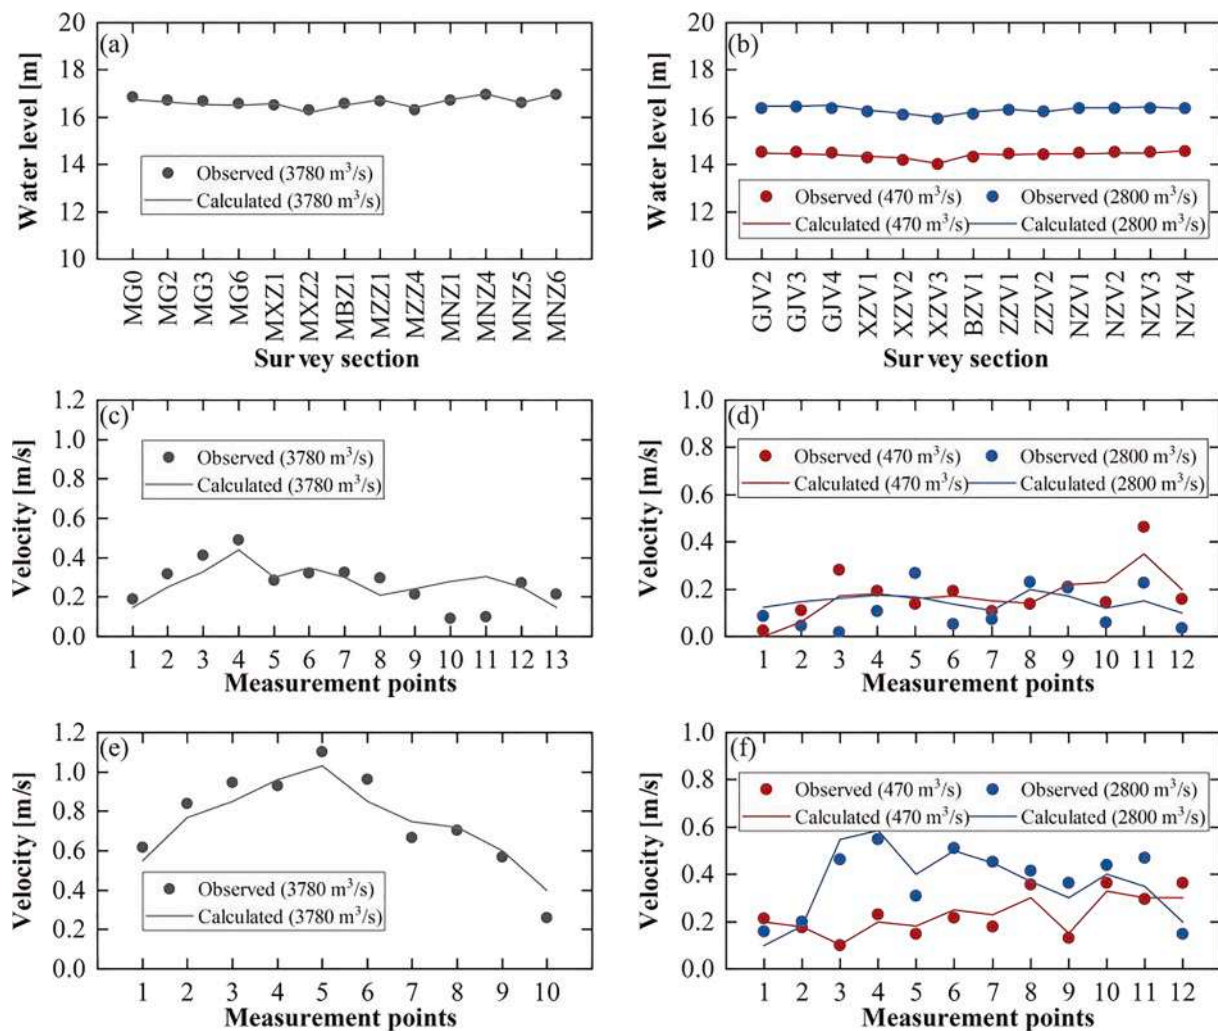 (a)
Water level [m]
20
18
16
14
12
10
Observed (3780 m³/s)
Calculated (3780 m³/s)
MG0
MG2
MG3
MG6
MXZ1
MXZ2
MBZ1
MZZ1
MZZ4
MNZ1
MNZ4
MNZ5
MNZ6
Survey section
(b)
Water level [m]
20
18
16
14
12
10
Observed (470 m³/s) Observed (2800 m³/s)
Calculated (470 m³/s) Calculated (2800 m³/s)
GJV2
GJV3
GJV4
XZV1
XZV2
XZV3
BZV1
ZZV1
ZZV2
NZV1
NZV2
NZV3
NZV4
Survey section
(c)
Velocity [m/s]
1.2
1.0
0.8
0.6
0.4
0.2
0.0
Observed (3780 m³/s)
Calculated (3780 m³/s)
1 2 3 4 5 6 7 8 9 10 11 12 13
Measurement points
(d)
Velocity [m/s]
1.0
0.8
0.6
0.4
0.2
0.0
Observed (470 m³/s) Observed (2800 m³/s)
Calculated (470 m³/s) Calculated (2800 m³/s)
1 2 3 4 5 6 7 8 9 10 11 12
Measurement points
(e)
Velocity [m/s]
1.2
1.0
0.8
0.6
0.4
0.2
0.0
Observed (3780 m³/s)
Calculated (3780 m³/s)
1 2 3 4 5 6 7 8 9 10
Measurement points
(f)
Velocity [m/s]
1.0
0.8
0.6
0.4
0.2
0.0
Observed (470 m³/s) Observed (2800 m³/s)
Calculated (470 m³/s) Calculated (2800 m³/s)
1 2 3 4 5 6 7 8 9 10 11 12
Measurement points